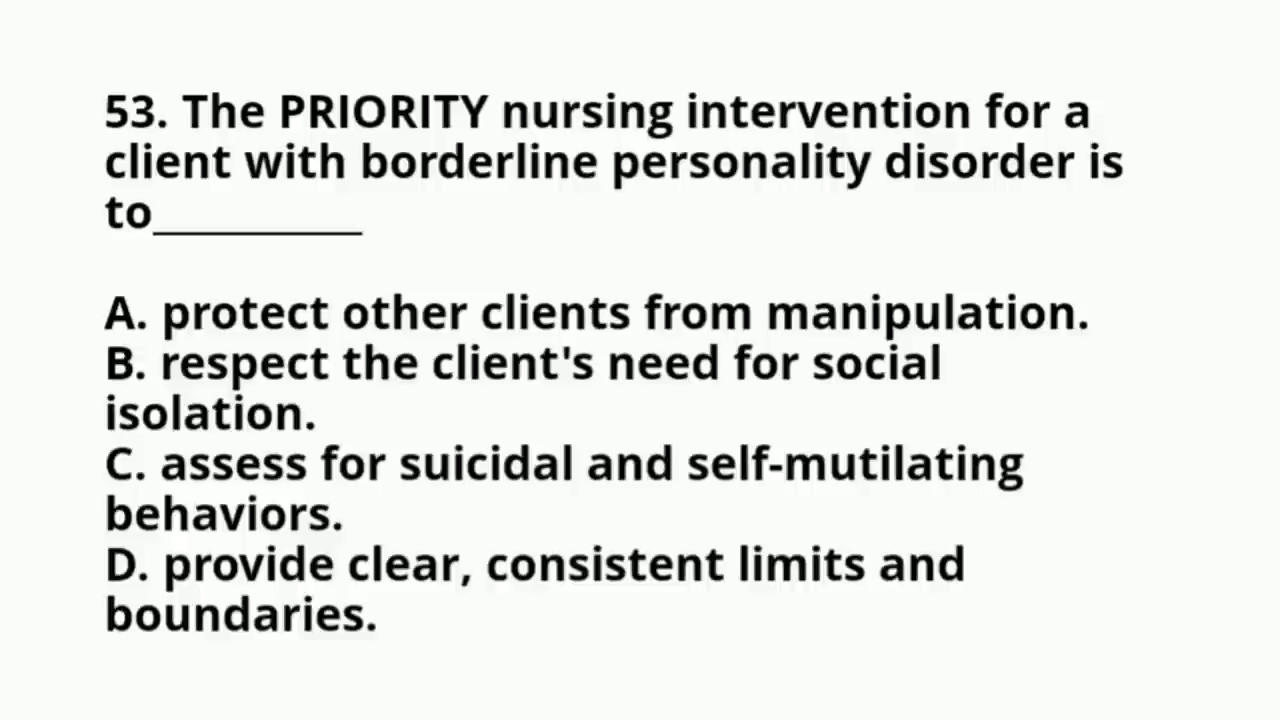 53. The PRIORITY nursing intervention for a
client with borderline personality disorder is
to__________
A. protect other clients from manipulation.
B. respect the client's need for social
isolation.
C. assess for suicidal and self-mutilating
behaviors.
D. provide clear, consistent limits and
boundaries.